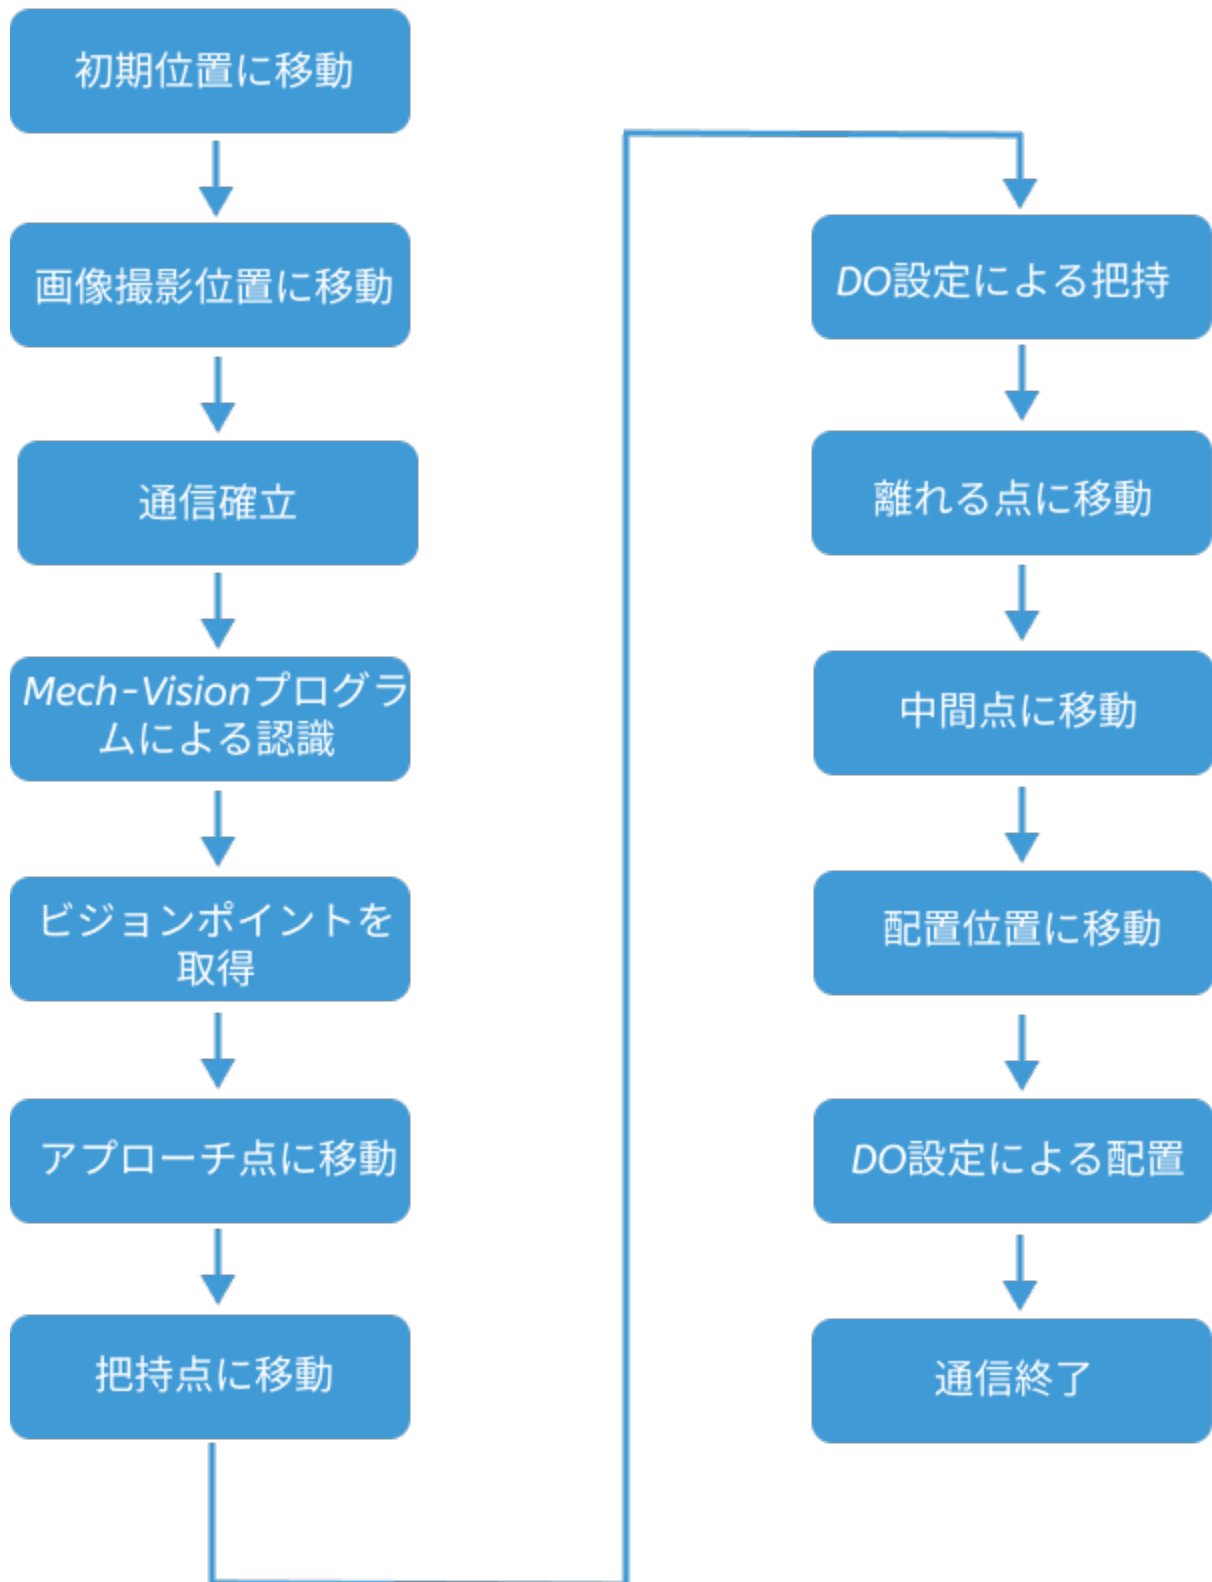 初期位置に移動
画像撮影位置に移動
通信確立
Mech-Visionプログラ
ムによる認識
ビジョンポイントを
取得
アプローチ点に移動
把持点に移動
DO設定による把持
離れる点に移動
中間点に移動
配置位置に移動
DO設定による配置
通信終了